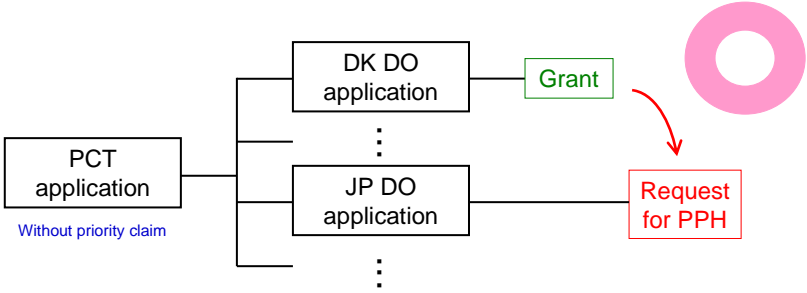 DK DO
application
Grant
⋮
PCT
application
Without priority claim
JP DO
application
Request
for PPH
⋮